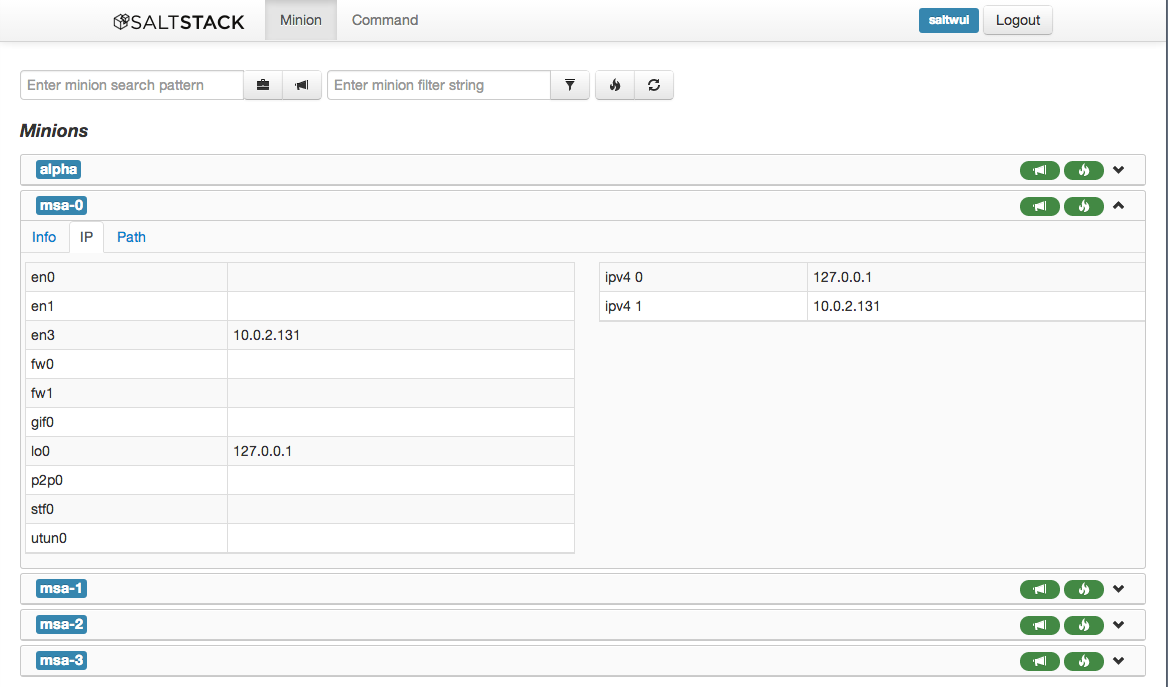 SALTSTACK Minion Command saltwui Logout
Enter minion search pattern Enter minion filter string
Minions
alpha
msa-0
Info IP Path
en0 ipv4 0 127.0.0.1
en1 ipv4 1 10.0.2.131
en3 10.0.2.131
fw0
fw1
gif0
lo0 127.0.0.1
p2p0
stf0
utun0
msa-1
msa-2
msa-3